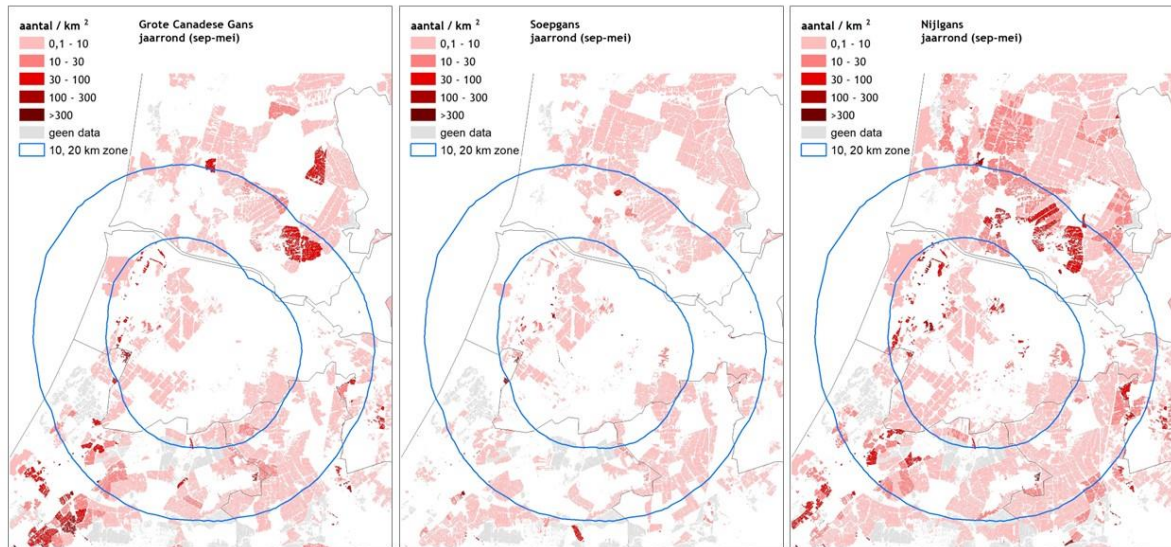 aantal / km ²
Grote Canadese Gans
jaarrond (sep-mei)
0,1 - 10
10 - 30
30 - 100
100 - 300
>300
geen data
10, 20 km zone
aantal / km ²
Soepgans
jaarrond (sep-mei)
0,1 - 10
10 - 30
30 - 100
100 - 300
>300
geen data
10, 20 km zone
aantal / km ²
Nijlgans
jaarrond (sep-mei)
0,1 - 10
10 - 30
30 - 100
100 - 300
>300
geen data
10, 20 km zone